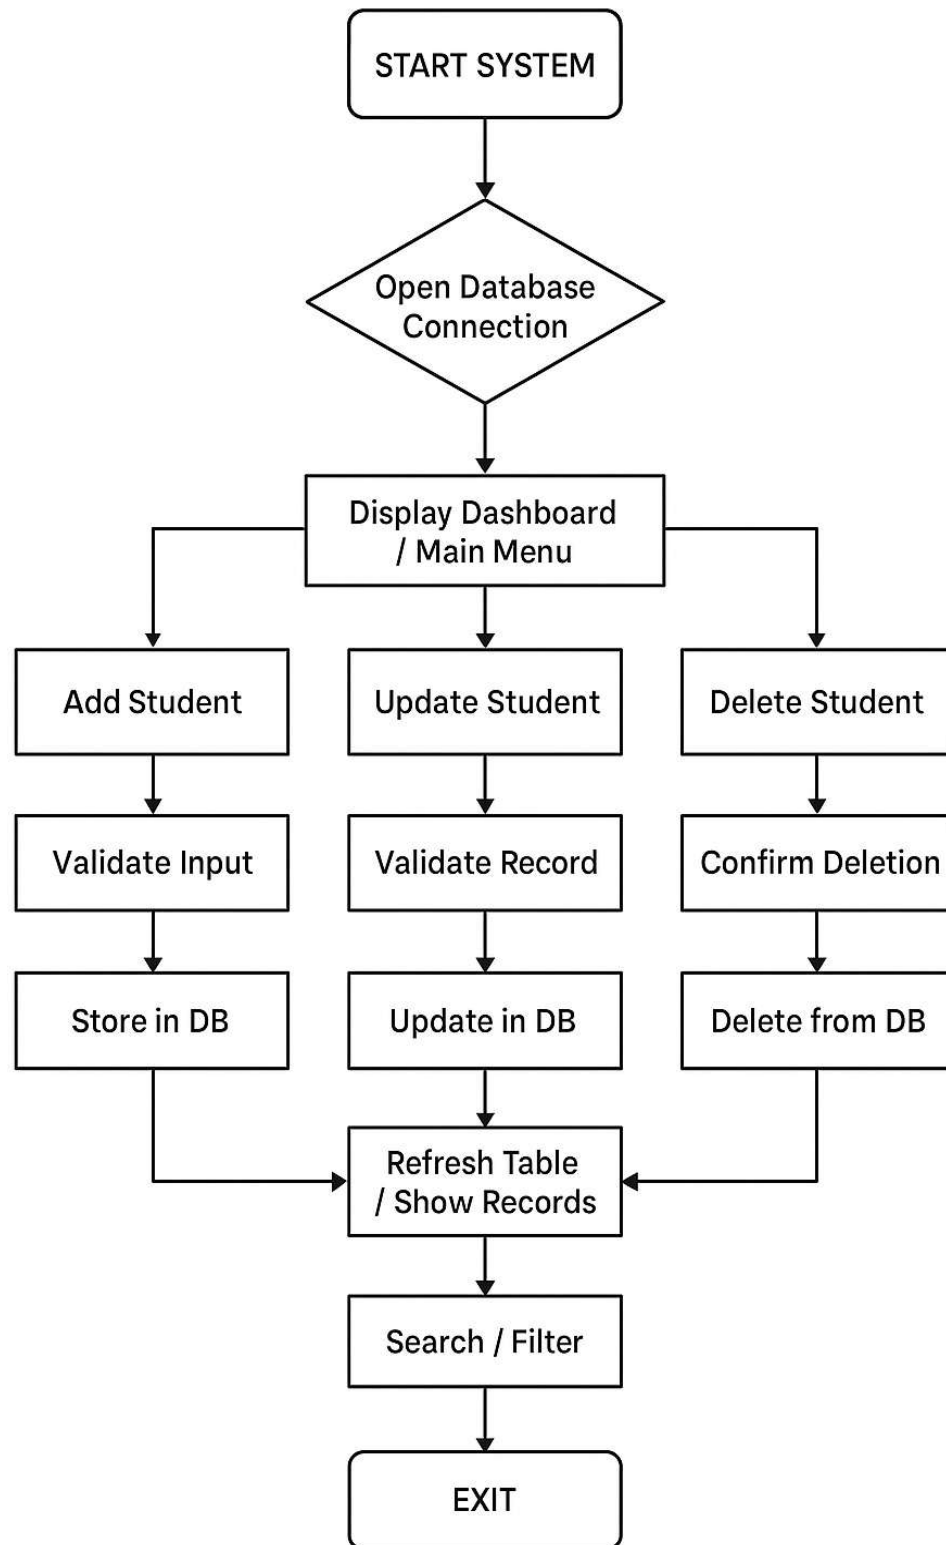 START SYSTEM
Open Database
Connection
Display Dashboard
/ Main Menu
Add Student
Update Student
Delete Student
Validate Input
Validate Record
Confirm Deletion
Store in DB
Update in DB
Delete from DB
Refresh Table
/ Show Records
Search / Filter
EXIT